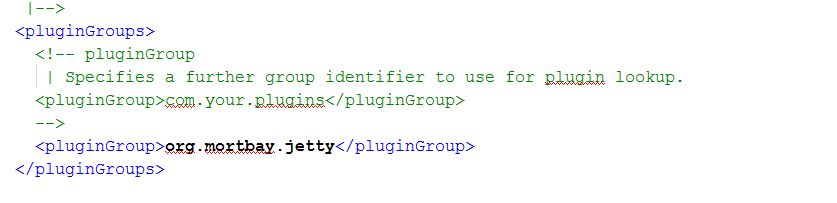 |-->
<pluginGroups>
<!-- pluginGroup
| Specifies a further group identifier to use for plugin lookup.
<pluginGroup>com.your.plugins</pluginGroup>
-->
<pluginGroup>org.mortbay.jetty</pluginGroup>
</pluginGroups>